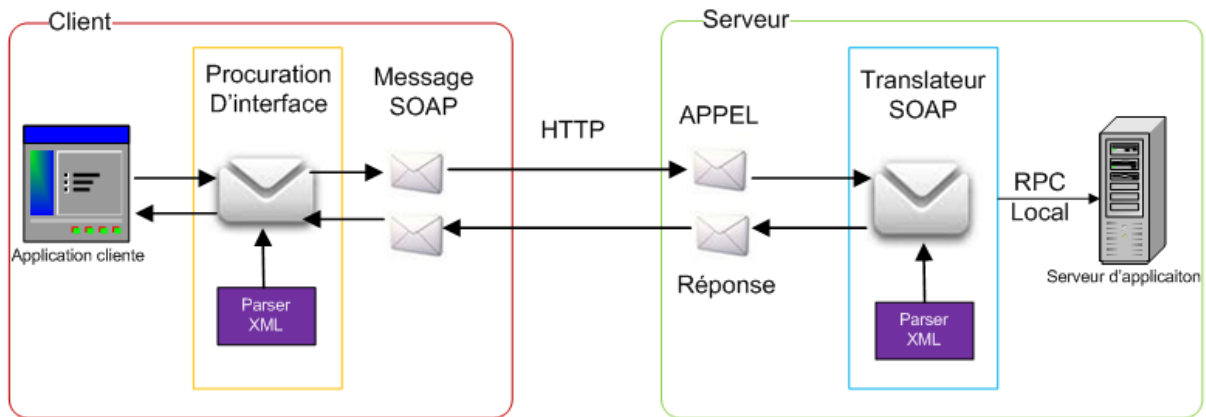 Client
Serveur
Procuration
D'interface
Message
SOAP
HTTP
APPEL
Translateur
SOAP
RPC
Local
Application cliente
Réponse
Serveur d'applicaiton
Parser
XML
Parser
XML